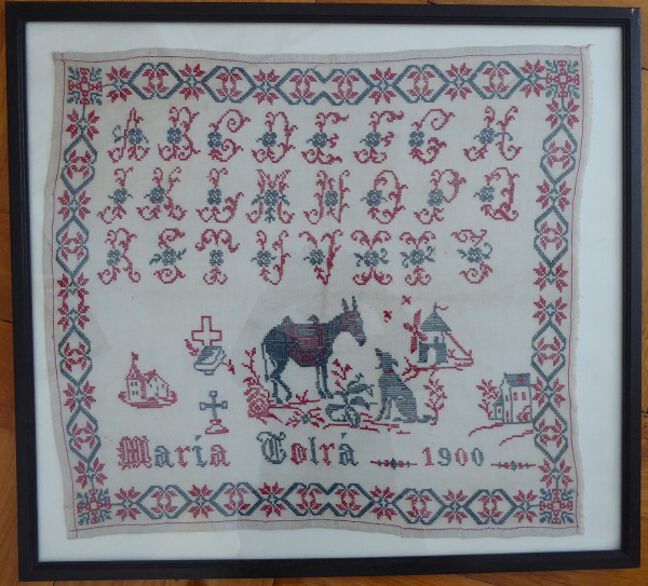 A B C D E F G H
I K L M N O P Q
R S T U V X Y Z
Maria Tolrá 1900